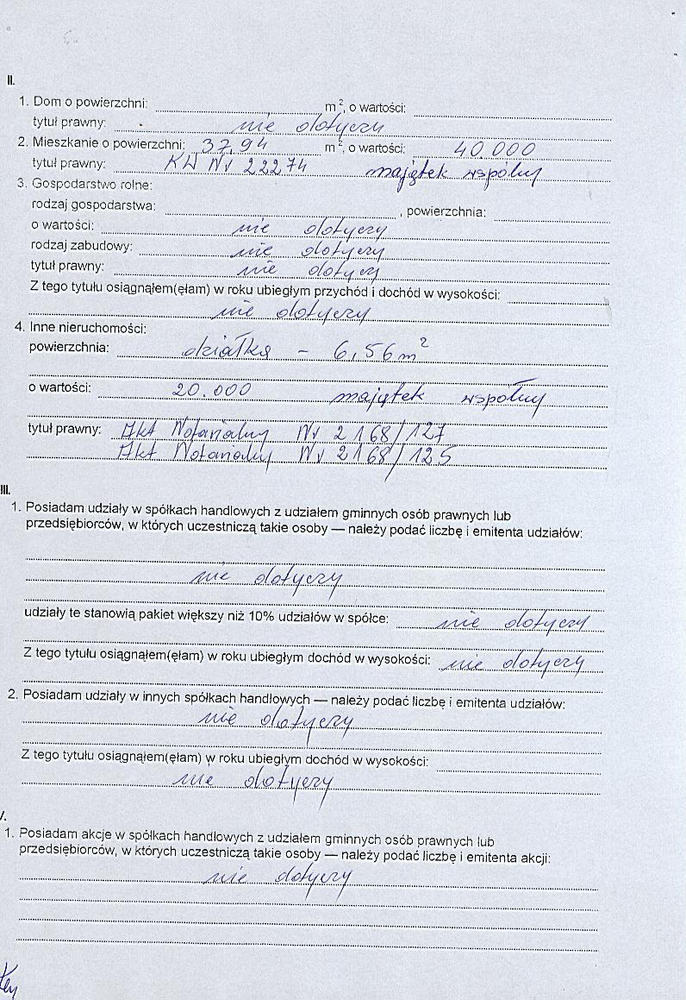 II.
1. Dom o powierzchni: m², o wartości:
tytuł prawny: nie dotyczy
2. Mieszkanie o powierzchni: 37,94 m², o wartości: 40.000
tytuł prawny: KW Nr 22274 majątek wspólny
3. Gospodarstwo rolne:
rodzaj gospodarstwa: , powierzchnia:
o wartości: nie dotyczy
rodzaj zabudowy: nie dotyczy
tytuł prawny: nie dotyczy
Z tego tytułu osiągnąłem(ęłam) w roku ubiegłym przychód i dochód w wysokości:
nie dotyczy
4. Inne nieruchomości:
powierzchnia: działka - 6,56 m²
o wartości: 20.000 majątek wspólny
tytuł prawny: Akt Notarialny Nr 2168/127
Akt Notarialny Nr 2168/125
III.
1. Posiadam udziały w spółkach handlowych z udziałem gminnych osób prawnych lub
przedsiębiorców, w których uczestniczą takie osoby — należy podać liczbę i emitenta udziałów:
nie dotyczy
udziały te stanowią pakiet większy niż 10% udziałów w spółce: nie dotyczy
Z tego tytułu osiągnąłem(ęłam) w roku ubiegłym dochód w wysokości: nie dotyczy
2. Posiadam udziały w innych spółkach handlowych — należy podać liczbę i emitenta udziałów:
nie dotyczy
Z tego tytułu osiągnąłem(ęłam) w roku ubiegłym dochód w wysokości:
nie dotyczy
1. Posiadam akcje w spółkach handlowych z udziałem gminnych osób prawnych lub
przedsiębiorców, w których uczestniczą takie osoby — należy podać liczbę i emitenta akcji:
nie dotyczy